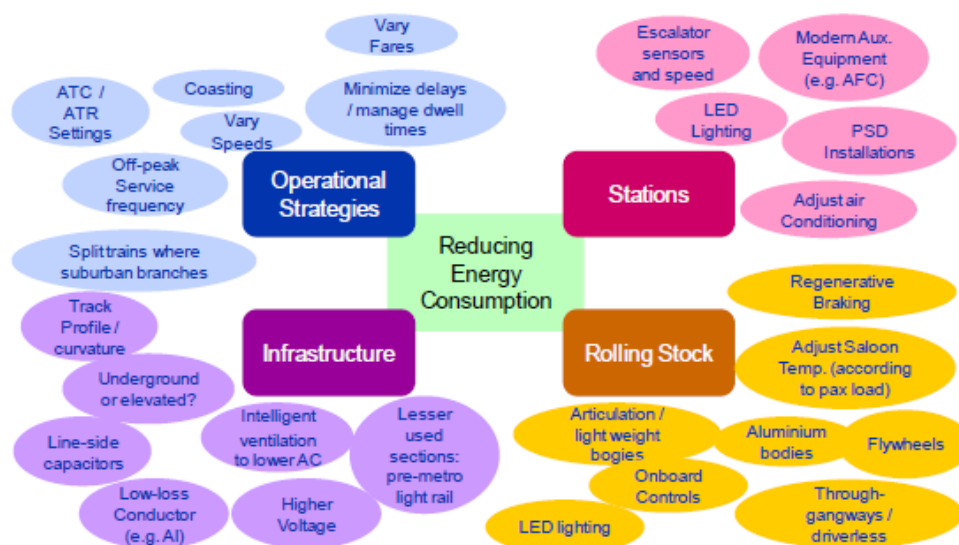 Vary
Fares
Coasting
ATC /
ATR
Settings
Vary
Speeds
Minimize delays
/ manage dwell
times
Off-peak
Service
frequency
Split trains where
suburban branches
Operational
Strategies
Escalator
sensors
and speed
Modern Aux.
Equipment
(e.g. AFC)
LED
Lighting
PSD
Installations
Adjust air
Conditioning
Stations
Reducing
Energy
Consumption
Infrastructure
Track
Profile /
curvature
Underground
or elevated?
Line-side
capacitors
Intelligent
ventilation
to lower AC
Lesser
used
sections:
pre-metro
light rail
Low-loss
Conductor
(e.g. Al)
Higher
Voltage
Rolling Stock
Regenerative
Braking
Adjust Saloon
Temp. (according
to pax load)
Articulation /
light weight
bogies
Aluminium
bodies
Flywheels
Onboard
Controls
LED lighting
Through-
gangways /
driverless